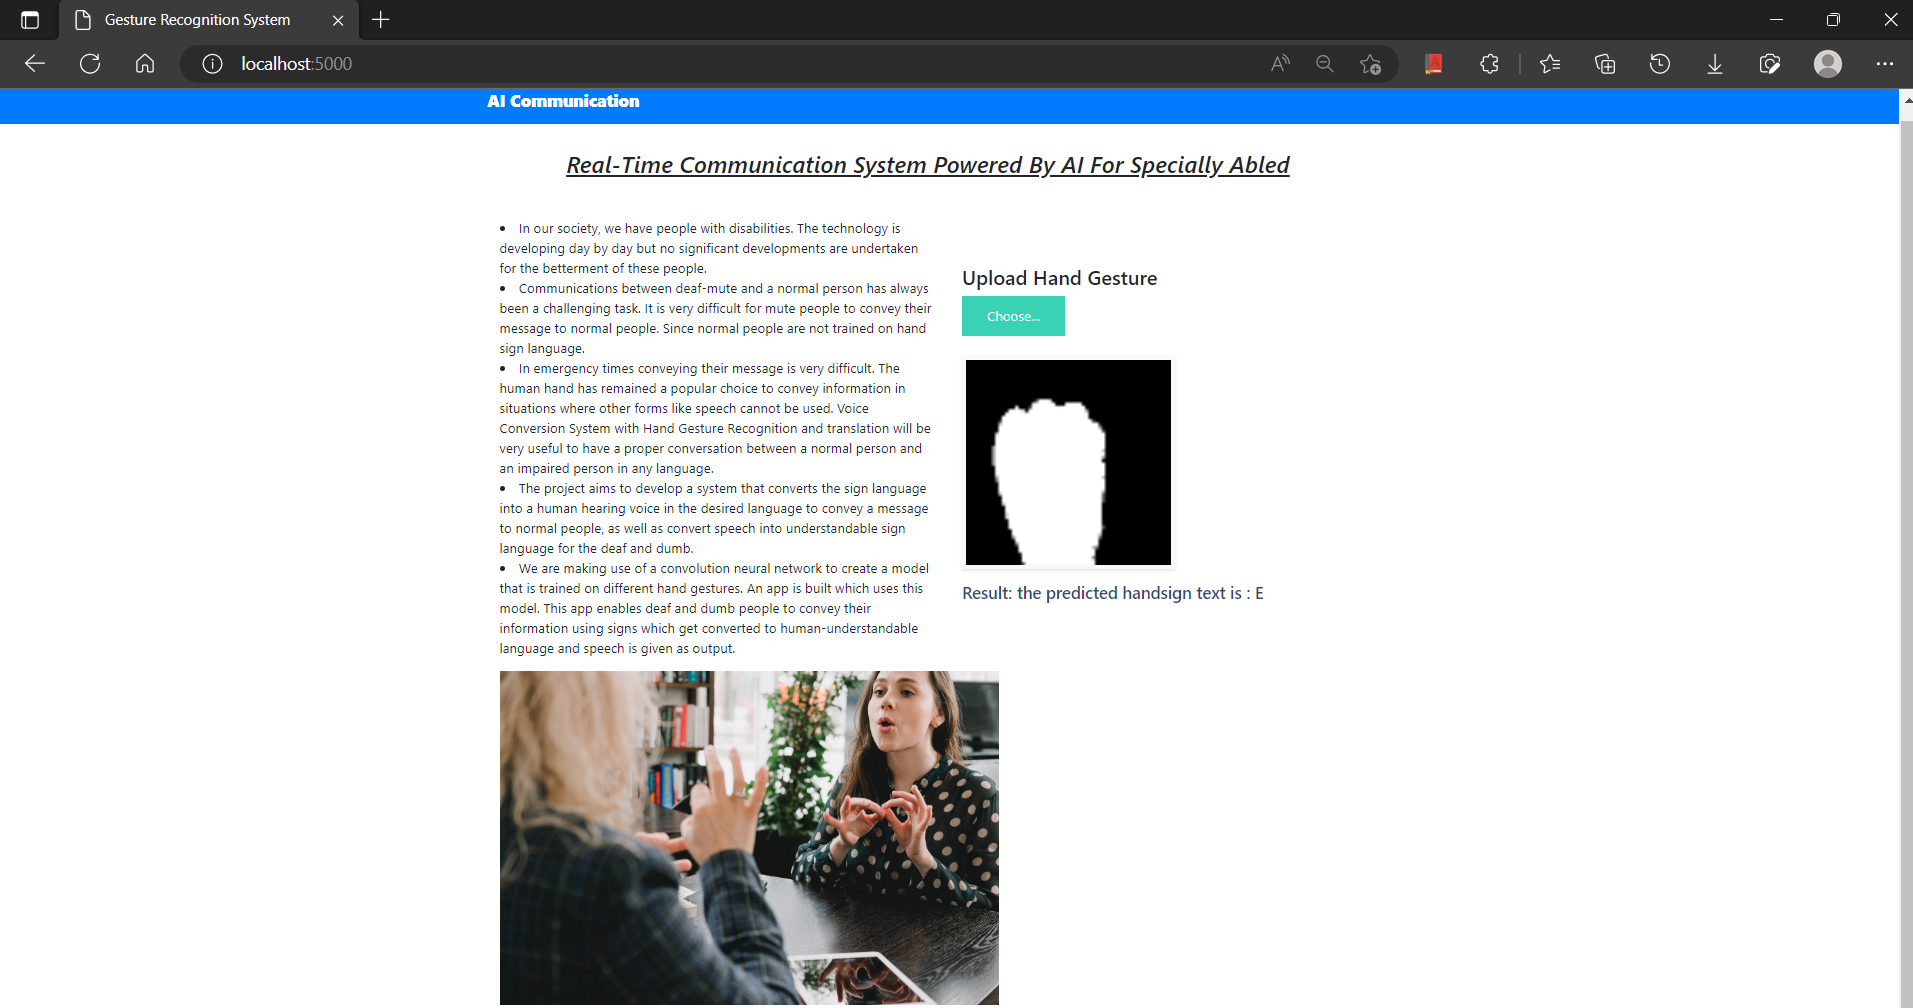 Gesture Recognition System
localhost:5000
AI Communication
Real-Time Communication System Powered By AI For Specially Abled
• In our society, we have people with disabilities. The technology is
developing day by day but no significant developments are undertaken
for the betterment of these people.
• Communications between deaf-mute and a normal person has always
been a challenging task. It is very difficult for mute people to convey their
message to normal people. Since normal people are not trained on hand
sign language.
• In emergency times conveying their message is very difficult. The
human hand has remained a popular choice to convey information in
situations where other forms like speech cannot be used. Voice
Conversion System with Hand Gesture Recognition and translation will be
very useful to have a proper conversation between a normal person and
an impaired person in any language.
• The project aims to develop a system that converts the sign language
into a human hearing voice in the desired language to convey a message
to normal people, as well as convert speech into understandable sign
language for the deaf and dumb.
• We are making use of a convolution neural network to create a model
that is trained on different hand gestures. An app is built which uses this
model. This app enables deaf and dumb people to convey their
information using signs which get converted to human-understandable
language and speech is given as output.
Upload Hand Gesture
Choose...
Result: the predicted handsign text is : E